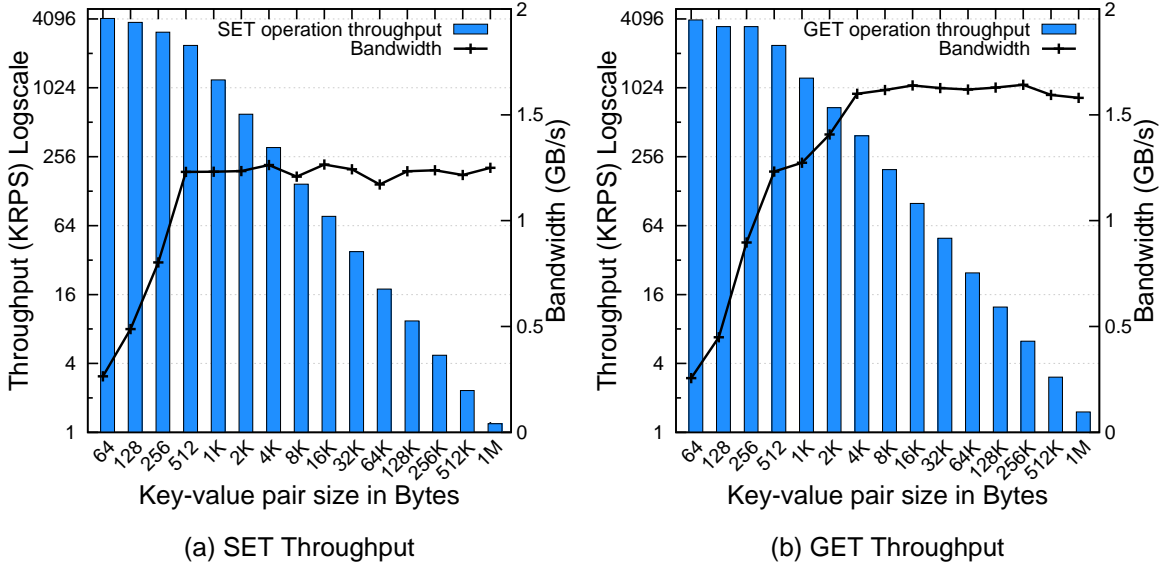 4096
1024
256
64
16
4
1
Throughput (KRPS) Logscale
SET operation throughput
Bandwidth
2
1.5
1
0.5
0
Bandwidth (GB/s)
64
128
256
512
1K
2K
4K
8K
16K
32K
64K
128K
256K
512K
1M
Key-value pair size in Bytes
(a) SET Throughput
4096
1024
256
64
16
4
1
Throughput (KRPS) Logscale
GET operation throughput
Bandwidth
2
1.5
1
0.5
0
Bandwidth (GB/s)
64
128
256
512
1K
2K
4K
8K
16K
32K
64K
128K
256K
512K
1M
Key-value pair size in Bytes
(b) GET Throughput